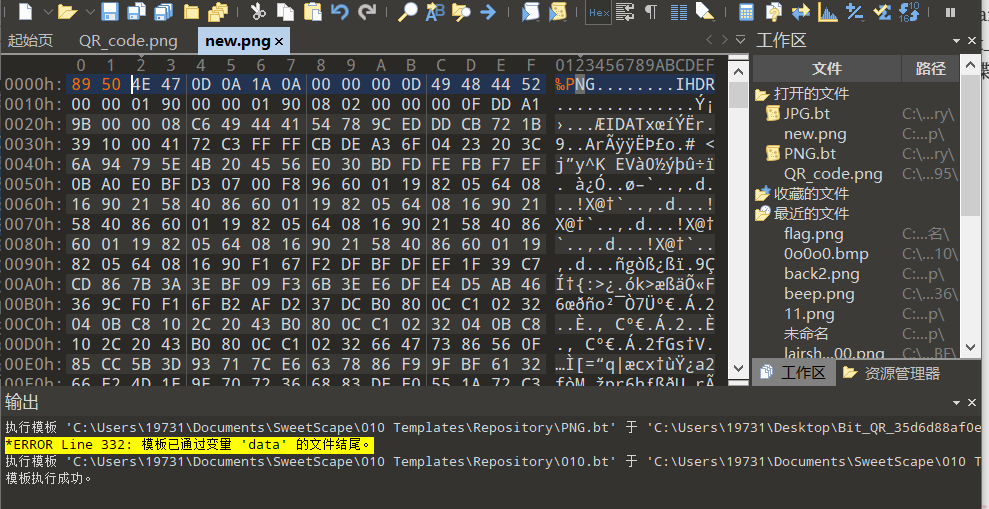 Hex
起始页 QR_code.png new.png × 工作区
0 1 2 3 4 5 6 7 8 9 A B C D E F 0123456789ABCDEF 文件 路径
0000h: 89 50 4E 47 0D 0A 1A 0A 00 00 00 0D 49 48 44 52 ‰PNG........IHDR 打开的文件
0010h: 00 00 01 90 00 00 01 90 08 02 00 00 00 0F DD A1 ..............Ý¡ JPG.bt C:\...ry\
0020h: 9B 00 00 08 C6 49 44 41 54 78 9C ED DD CB 72 1B ›...ÆIDATxœíÝËr. new.png C:\...p\
0030h: 39 10 00 41 72 C3 FF FF CB DE A3 6F 04 23 20 3C 9..ArÃÿÿËÞ£o.# < PNG.bt C:\...ry\
0040h: 6A 94 79 5E 4B 20 45 56 E0 30 BD FD FE FB F7 EF j”y^K EVà0½ýþû÷ï QR_code.png C:\...95\
0050h: 0B A0 E0 BF D3 07 00 F8 96 60 01 19 82 05 64 08 . à¿Ó..ø–`..‚.d. 收藏的文件
0060h: 16 90 21 58 40 86 60 01 19 82 05 64 08 16 90 21 ..!X@†`..‚.d...! 最近的文件
0070h: 58 40 86 60 01 19 82 05 64 08 16 90 21 58 40 86 X@†`..‚.d...!X@† flag.png C:...名\
0080h: 60 01 19 82 05 64 08 16 90 21 58 40 86 60 01 19 `..‚.d...!X@†`.. 0o0o0.bmp C:\...10\
0090h: 82 05 64 08 16 90 F1 67 F2 DF BF DF EF 1F 39 C7 ‚.d...ñgòß¿ßï.9Ç back2.png C:\...p\
00A0h: CD 86 7B 3A 3E BF 09 F3 6B 3E E6 DF E4 D5 AB 46 Í†{:>¿.ók>æßäÕ«F beep.png C:\...36\
00B0h: 36 9C F0 F1 6F B2 AF D2 37 DC B0 80 0C C1 02 32 6œðño²¯Ò7Ü°€.Á.2 11.png C:\...p\
00C0h: 04 0B C8 10 2C 20 43 B0 80 0C C1 02 32 04 0B C8 ..È., C°€.Á.2..È 未命名 C:\...p\
00D0h: 10 2C 20 43 B0 80 0C C1 02 32 66 47 73 86 56 0F ., C°€.Á.2fGs†V.
00E0h: 85 CC 5B 3D 93 71 7C E6 63 78 86 F9 9F BF 61 32 …Ì[=“q|æcx†ùŸ¿a2 工作区 资源管理器
输出
执行模板 'C:\Users\19731\Documents\SweetScape\010 Templates\Repository\PNG.bt' 于 'C:\Users\19731\Desktop\Bit_QR_35d6d88af0e
*ERROR Line 332: 模板已通过变量 'data' 的文件结尾。
执行模板 'C:\Users\19731\Documents\SweetScape\010 Templates\Repository\010.bt' 于 'C:\Users\19731\Documents\SweetScape\010 T
模板执行成功。